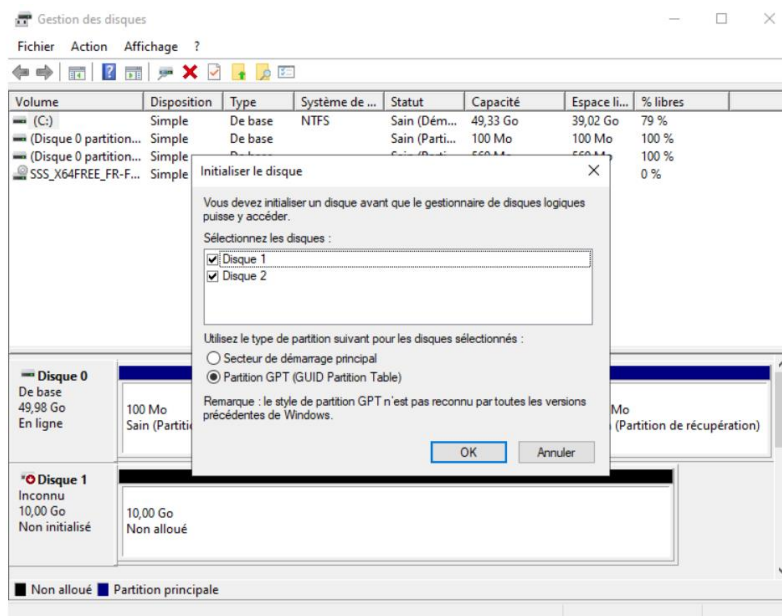 Gestion des disques
Fichier Action Affichage ?
Volume Disposition Type Système de ... Statut Capacité Espace li... % libres
(C:) Simple De base NTFS Sain (Dém... 49,33 Go 39,02 Go 79 %
(Disque 0 partition... Simple De base Sain (Parti... 100 Mo 100 Mo 100 %
(Disque 0 partition... Simple 100 %
SSS_X64FREE_FR-F... Simple 0 %
Initialiser le disque
Vous devez initialiser un disque avant que le gestionnaire de disques logiques
puisse y accéder.
Sélectionnez les disques :
Disque 1
Disque 2
Utilisez le type de partition suivant pour les disques sélectionnés :
Secteur de démarrage principal
Partition GPT (GUID Partition Table)
Remarque : le style de partition GPT n'est pas reconnu par toutes les versions
précédentes de Windows.
OK Annuler
Disque 0
De base
49,98 Go
En ligne
100 Mo
Sain (Partiti
Mo
(Partition de récupération)
Disque 1
Inconnu
10,00 Go
Non initialisé
10,00 Go
Non alloué
Non alloué Partition principale